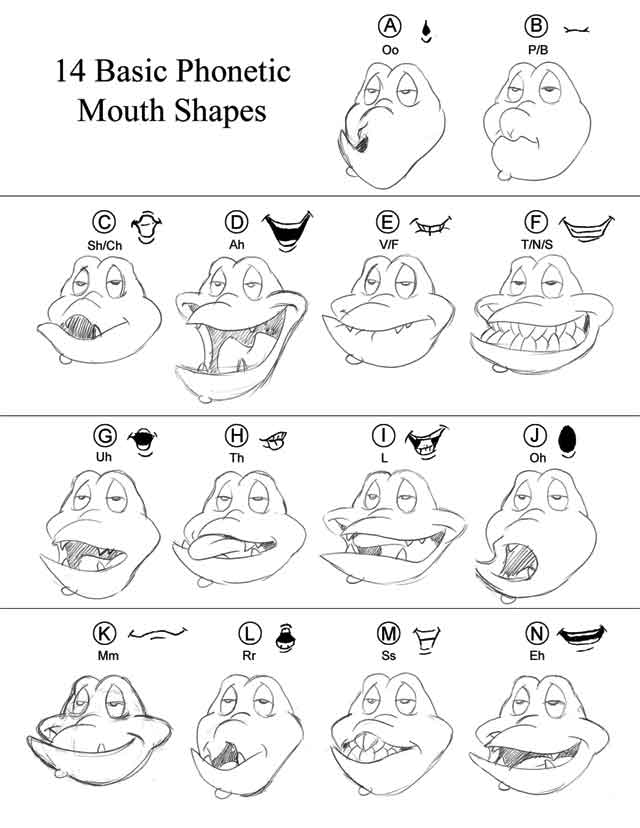 14 Basic Phonetic
Mouth Shapes
A
Oo
B
P/B
C
Sh/Ch
D
Ah
E
V/F
F
T/N/S
G
Uh
H
Th
I
L
J
Oh
K
Mm
L
Rr
M
Ss
N
Eh